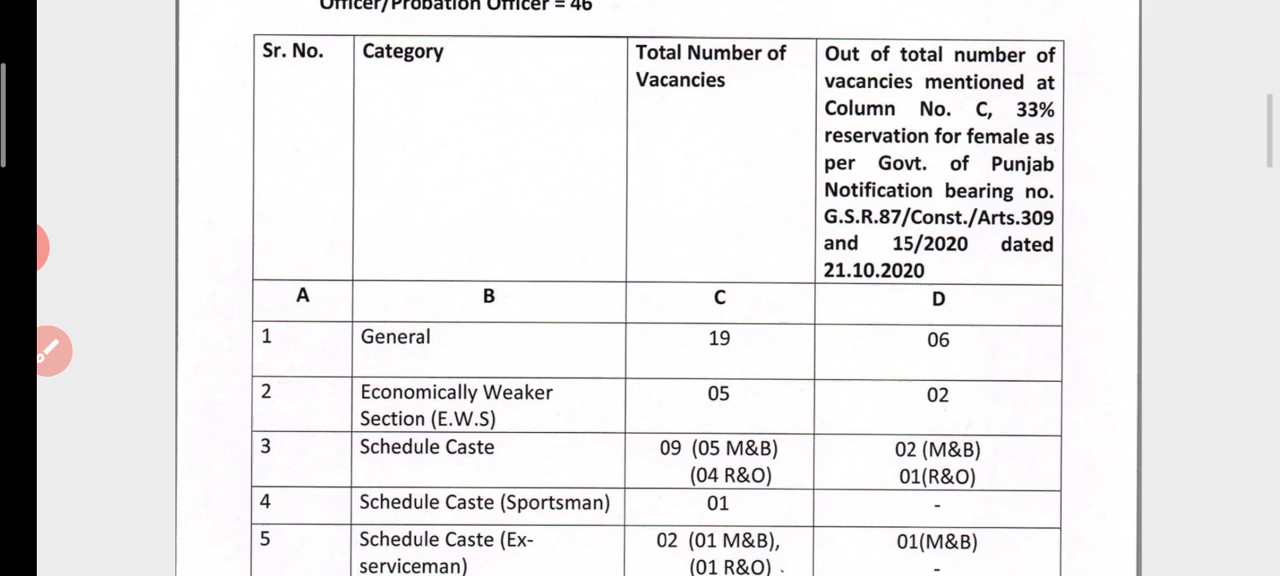 Officer/Probation Officer = 46
Sr. No.
Category
Total Number of
Vacancies
Out of total number of
vacancies mentioned at
Column No. C, 33%
reservation for female as
per Govt. of Punjab
Notification bearing no.
G.S.R.87/Const./Arts.309
and 15/2020 dated
21.10.2020
A B C D
1 General 19 06
2 Economically Weaker 05 02
Section (E.W.S)
3 Schedule Caste 09 (05 M&B) 02 (M&B)
(04 R&O) 01(R&O)
4 Schedule Caste (Sportsman) 01 -
5 Schedule Caste (Ex- 02 (01 M&B), 01(M&B)
serviceman) (01 R&O) -